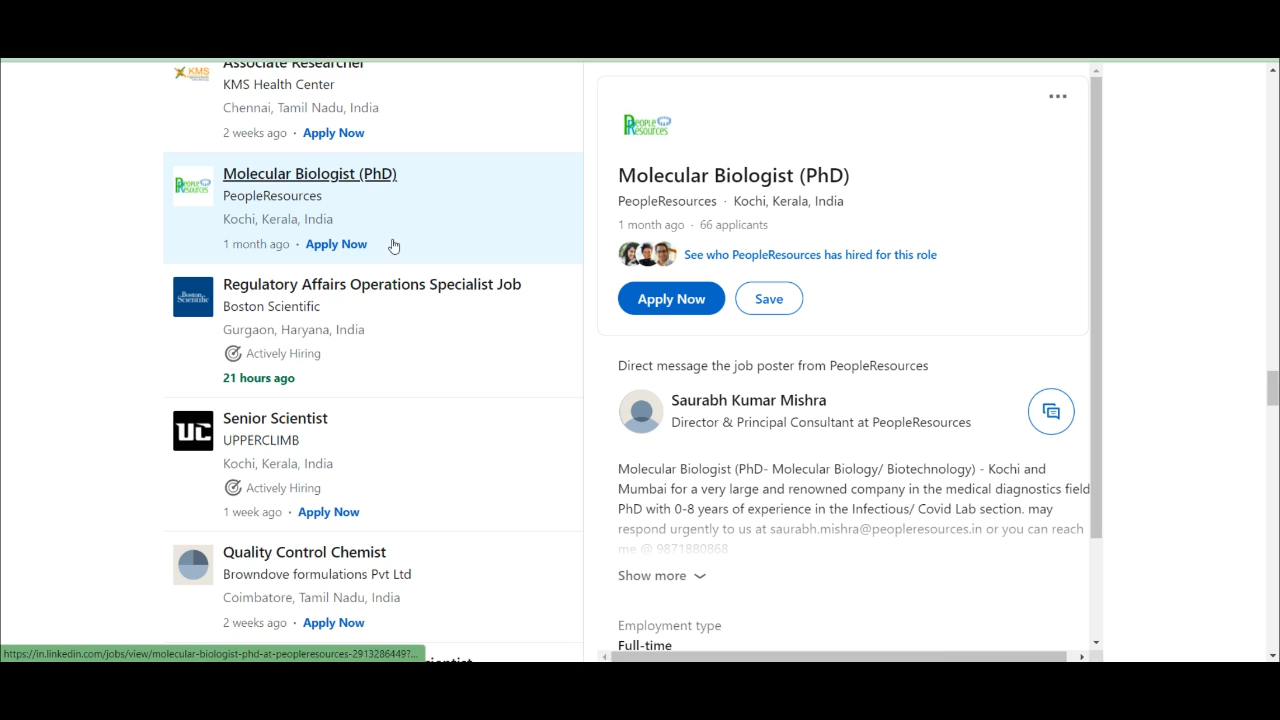 Associate Researcher
KMS
KMS Health Center
Chennai, Tamil Nadu, India
2 weeks ago · Apply Now
PEOPLE RESOURCES
Molecular Biologist (PhD)
PeopleResources
Kochi, Kerala, India
1 month ago · Apply Now
Boston Scientific
Regulatory Affairs Operations Specialist Job
Boston Scientific
Gurgaon, Haryana, India
Actively Hiring
21 hours ago
UC
Senior Scientist
UPPERCLIMB
Kochi, Kerala, India
Actively Hiring
1 week ago · Apply Now
Quality Control Chemist
Browndove formulations Pvt Ltd
Coimbatore, Tamil Nadu, India
2 weeks ago · Apply Now
https://in.linkedin.com/jobs/view/molecular-biologist-phd-at-peopleresources-2913286449?...
PEOPLE RESOURCES
Molecular Biologist (PhD)
PeopleResources · Kochi, Kerala, India
1 month ago · 66 applicants
See who PeopleResources has hired for this role
Apply Now
Save
Direct message the job poster from PeopleResources
Saurabh Kumar Mishra
Director & Principal Consultant at PeopleResources
Molecular Biologist (PhD- Molecular Biology/ Biotechnology) - Kochi and
Mumbai for a very large and renowned company in the medical diagnostics field
PhD with 0-8 years of experience in the Infectious/ Covid Lab section. may
respond urgently to us at saurabh.mishra@peopleresources.in or you can reach
me @ 9871880868
Show more
Employment type
Full-time